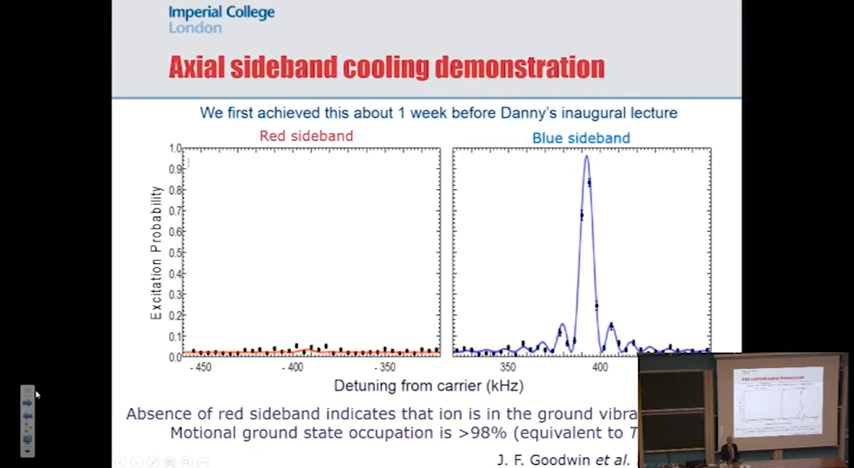 Imperial College
London
Axial sideband cooling demonstration
We first achieved this about 1 week before Danny's inaugural lecture
Red sideband
Blue sideband
1.0
0.9
0.8
0.7
0.6
0.5
0.4
0.3
0.2
0.1
0.0
Excitation Probability
-450 -400 -350
350 400
Detuning from carrier (kHz)
Absence of red sideband indicates that ion is in the ground vibra
Motional ground state occupation is >98% (equivalent to T
J. F. Goodwin et al.
Axial sideband cooling demonstration